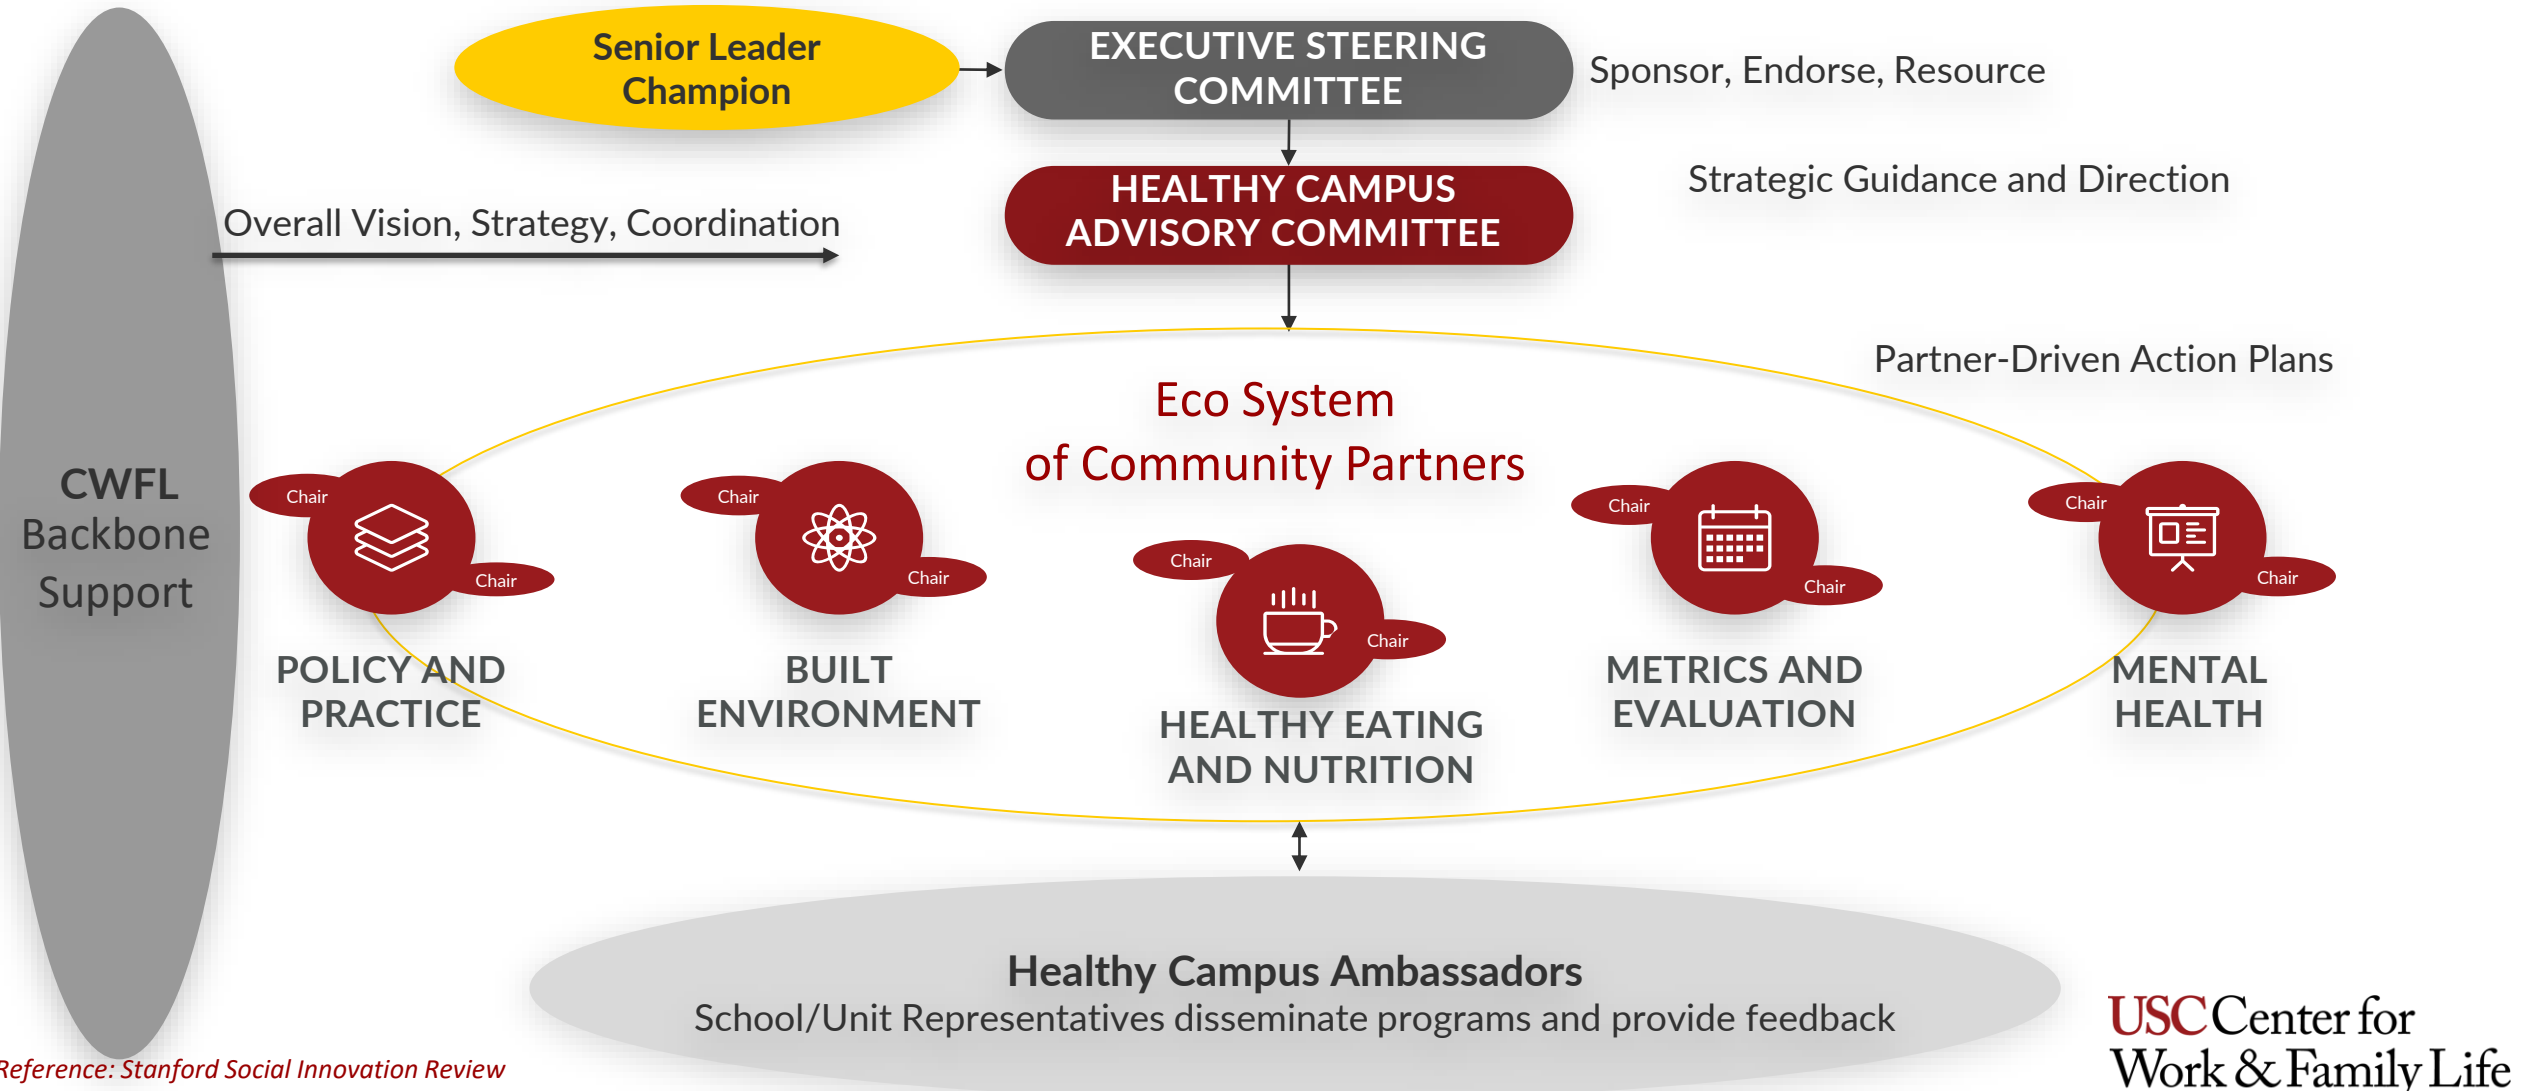 Senior Leader
Champion
EXECUTIVE STEERING
COMMITTEE
Sponsor, Endorse, Resource
HEALTHY CAMPUS
ADVISORY COMMITTEE
Strategic Guidance and Direction
Overall Vision, Strategy, Coordination
Partner-Driven Action Plans
Eco System
of Community Partners
CWFL
Backbone
Support
Chair
Chair
POLICY AND
PRACTICE
Chair
Chair
BUILT
ENVIRONMENT
Chair
Chair
HEALTHY EATING
AND NUTRITION
Chair
Chair
METRICS AND
EVALUATION
Chair
Chair
MENTAL
HEALTH
Healthy Campus Ambassadors
School/Unit Representatives disseminate programs and provide feedback
Reference: Stanford Social Innovation Review
USC Center for
Work & Family Life